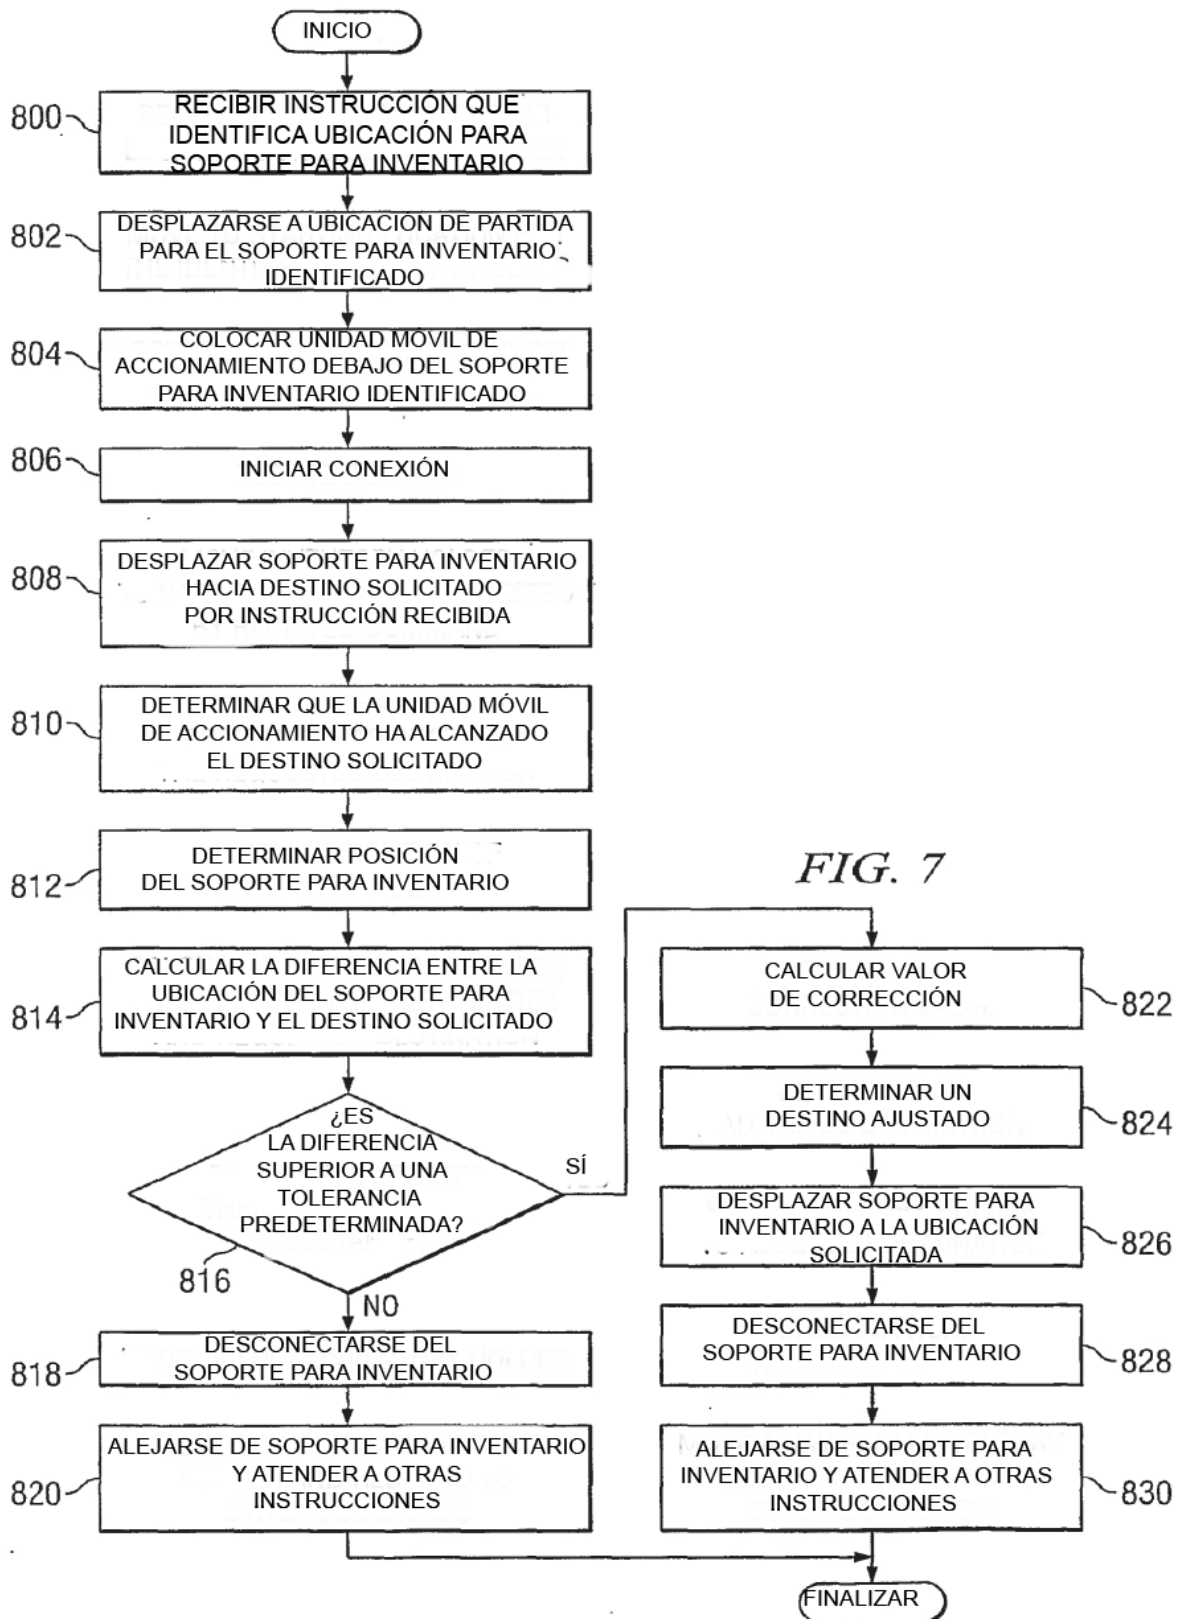 INICIO
800
RECIBIR INSTRUCCIÓN QUE
IDENTIFICA UBICACIÓN PARA
SOPORTE PARA INVENTARIO
802
DESPLAZARSE A UBICACIÓN DE PARTIDA
PARA EL SOPORTE PARA INVENTARIO
IDENTIFICADO
804
COLOCAR UNIDAD MÓVIL DE
ACCIONAMIENTO DEBAJO DEL SOPORTE
PARA INVENTARIO IDENTIFICADO
806
INICIAR CONEXIÓN
808
DESPLAZAR SOPORTE PARA INVENTARIO
HACIA DESTINO SOLICITADO
POR INSTRUCCIÓN RECIBIDA
810
DETERMINAR QUE LA UNIDAD MÓVIL
DE ACCIONAMIENTO HA ALCANZADO
EL DESTINO SOLICITADO
812
DETERMINAR POSICIÓN
DEL SOPORTE PARA INVENTARIO
814
CALCULAR LA DIFERENCIA ENTRE LA
UBICACIÓN DEL SOPORTE PARA
INVENTARIO Y EL DESTINO SOLICITADO
¿ES
LA DIFERENCIA
SUPERIOR A UNA
TOLERANCIA
PREDETERMINADA?
816
SÍ
NO
818
DESCONECTARSE DEL
SOPORTE PARA INVENTARIO
820
ALEJARSE DE SOPORTE PARA INVENTARIO
Y ATENDER A OTRAS
INSTRUCCIONES
FIG. 7
CALCULAR VALOR
DE CORRECCIÓN
822
DETERMINAR UN
DESTINO AJUSTADO
824
DESPLAZAR SOPORTE PARA
INVENTARIO A LA UBICACIÓN
SOLICITADA
826
DESCONECTARSE DEL
SOPORTE PARA INVENTARIO
828
ALEJARSE DE SOPORTE PARA
INVENTARIO Y ATENDER A OTRAS
INSTRUCCIONES
830
FINALIZAR